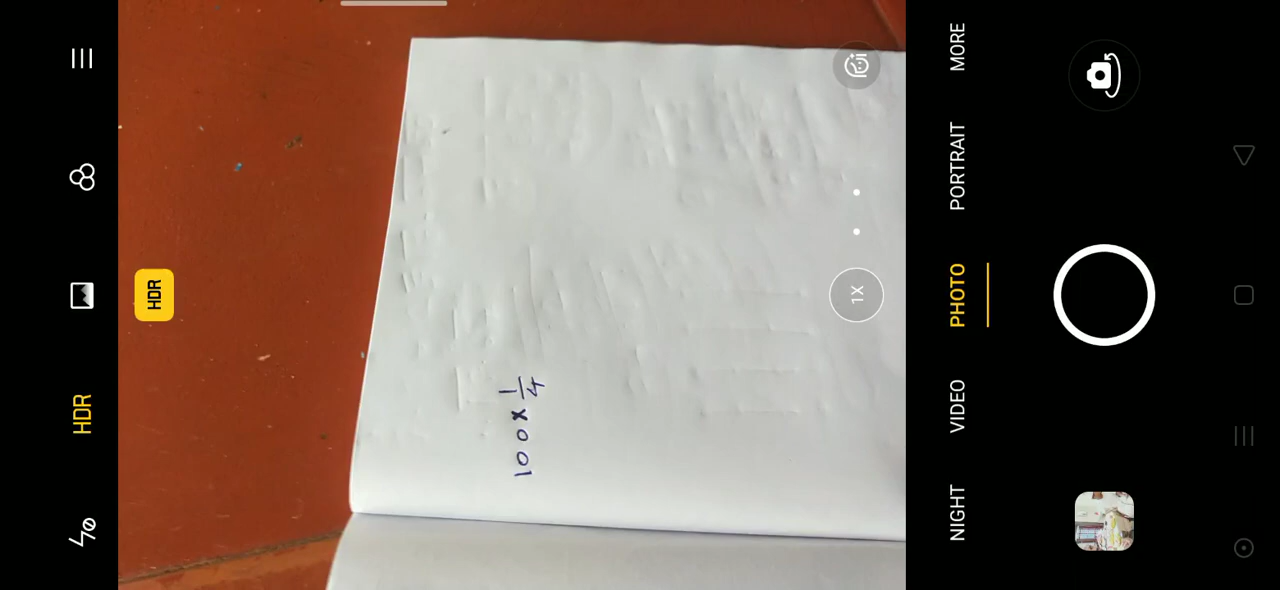 100 x 1/4
HDR
HDR
1X
MORE
PORTRAIT
PHOTO
VIDEO
NIGHT